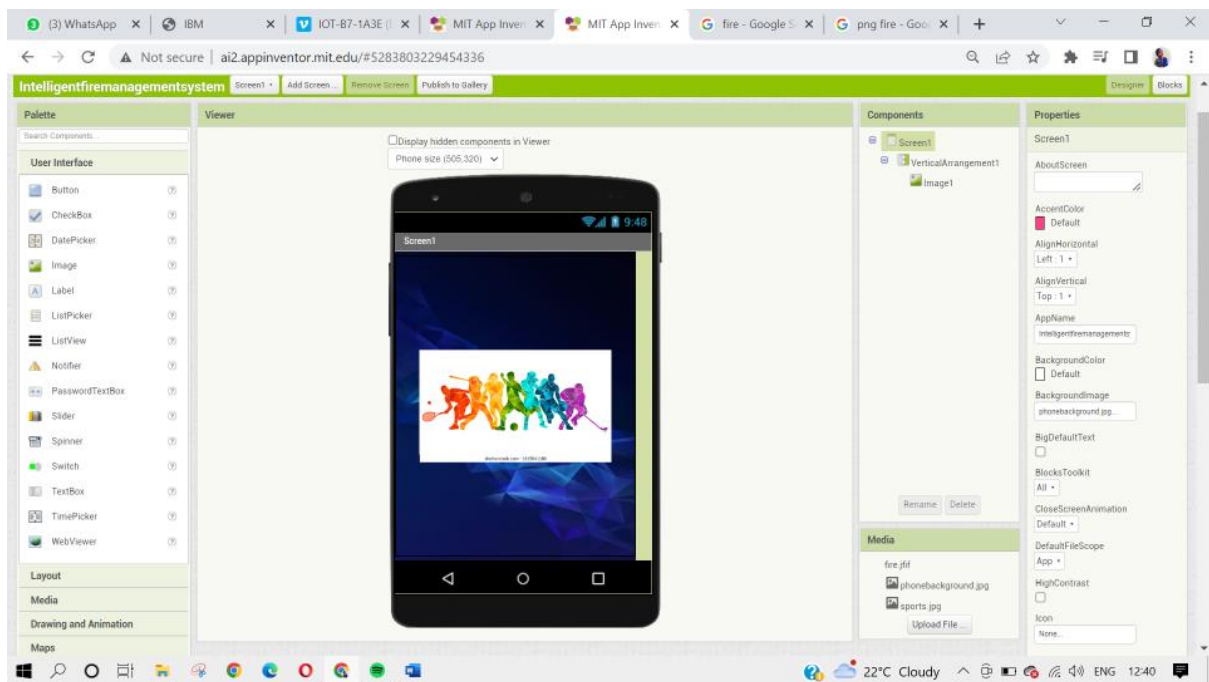 (3) WhatsApp
IBM
IOT-B7-1A3E (
MIT App Inven
MIT App Inven
fire - Google S
png fire - Goo
Not secure | ai2.appinventor.mit.edu/#5283803229454336
Intelligentfiremanagementsystem
Screen1
Add Screen ...
Remove Screen
Publish to Gallery
Designer
Blocks
Palette
Search Components...
User Interface
Button
CheckBox
DatePicker
Image
Label
ListPicker
ListView
Notifier
PasswordTextBox
Slider
Spinner
Switch
TextBox
TimePicker
WebViewer
Layout
Media
Drawing and Animation
Maps
Viewer
Display hidden components in Viewer
Phone size (505,320)
9:48
Screen1
Components
Screen1
VerticalArrangement1
Image1
Rename
Delete
Media
fire.jfif
phonebackground.jpg
sports.jpg
Upload File ...
Properties
Screen1
AboutScreen
AccentColor
Default
AlignHorizontal
Left : 1
AlignVertical
Top : 1
AppName
Intelligentfiremanagements
BackgroundColor
Default
BackgroundImage
phonebackground.jpg...
BigDefaultText
BlocksToolkit
All
CloseScreenAnimation
Default
DefaultFileScope
App
HighContrast
Icon
None...
22°C Cloudy
ENG
12:40